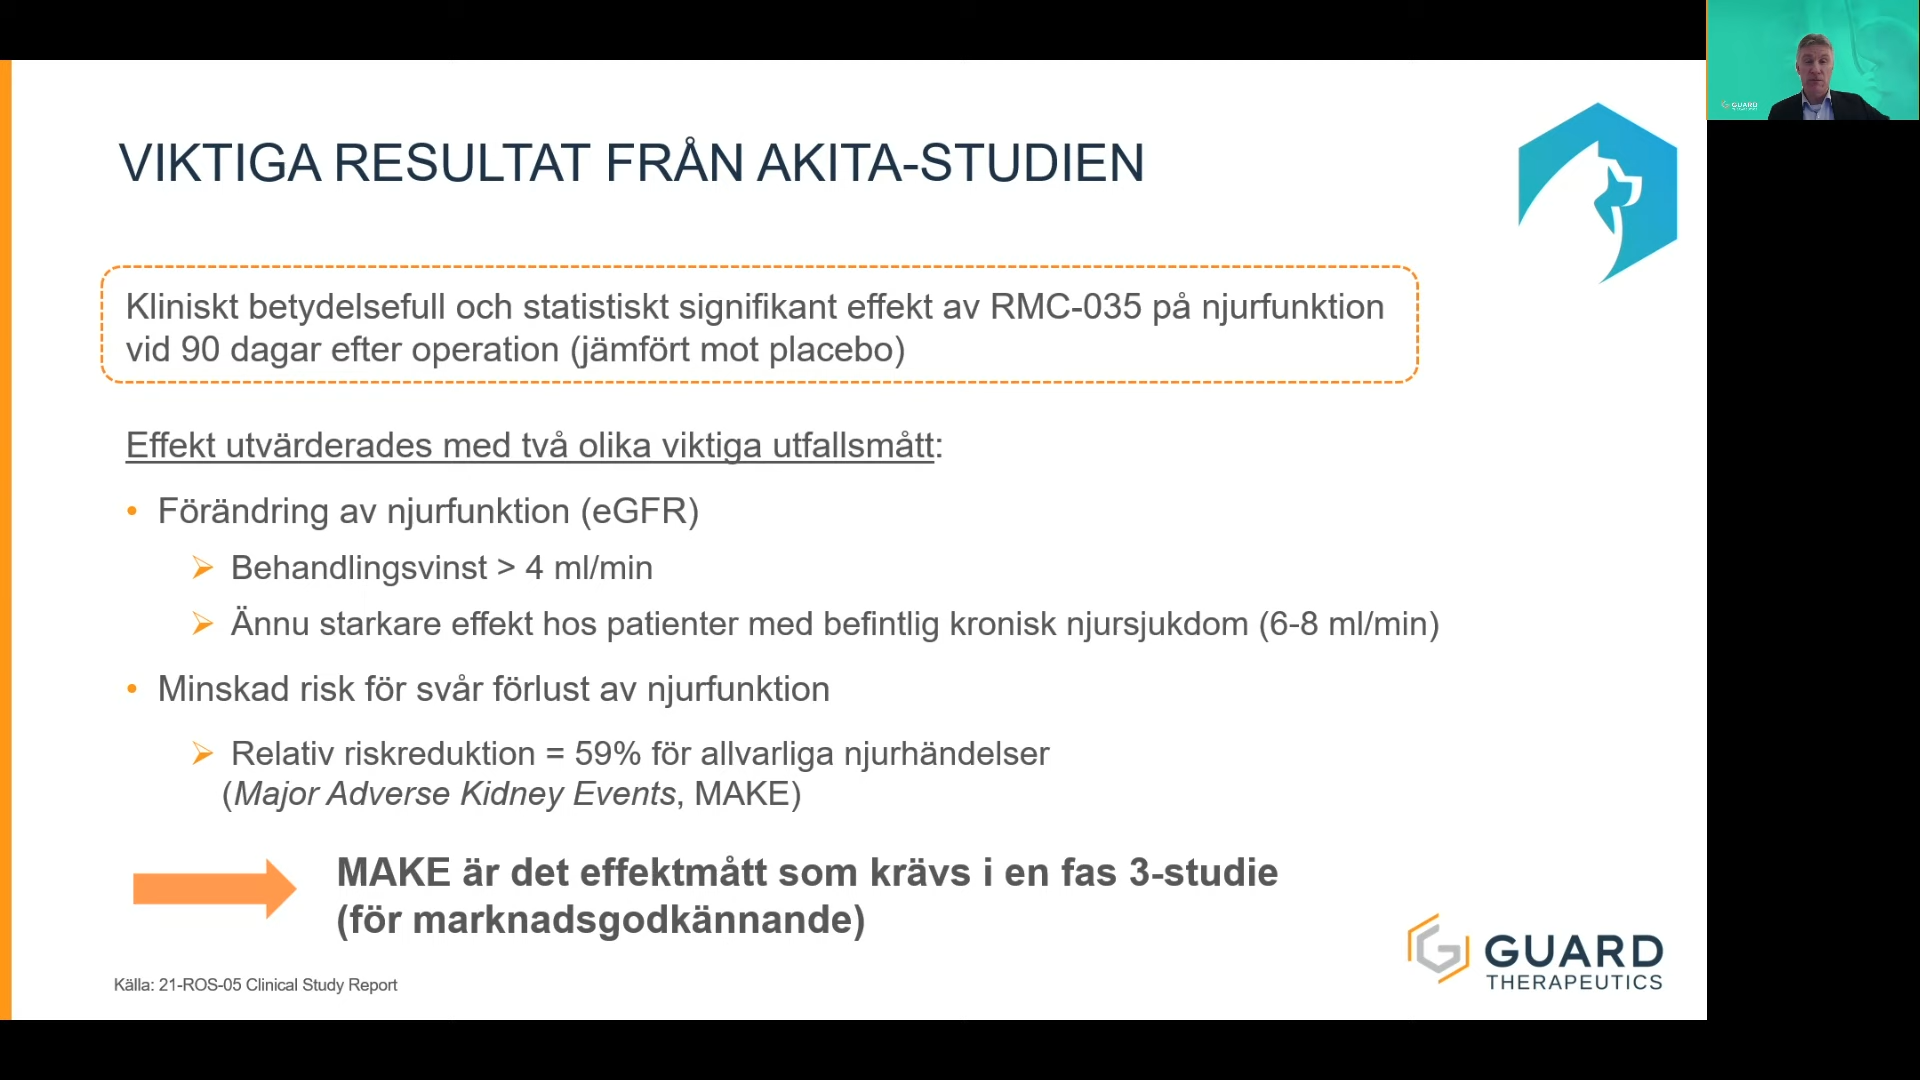 VIKTIGA RESULTAT FRÅN AKITA-STUDIEN
Kliniskt betydelsefull och statistiskt signifikant effekt av RMC-035 på njurfunktion
vid 90 dagar efter operation (jämfört mot placebo)
Effekt utvärderades med två olika viktiga utfallsmått:
• Förändring av njurfunktion (eGFR)
➢ Behandlingsvinst > 4 ml/min
➢ Ännu starkare effekt hos patienter med befintlig kronisk njursjukdom (6-8 ml/min)
• Minskad risk för svår förlust av njurfunktion
➢ Relativ riskreduktion = 59% för allvarliga njurhändelser
(Major Adverse Kidney Events, MAKE)
MAKE är det effektmått som krävs i en fas 3-studie
(för marknadsgodkännande)
Källa: 21-ROS-05 Clinical Study Report
GUARD
THERAPEUTICS
GUARD